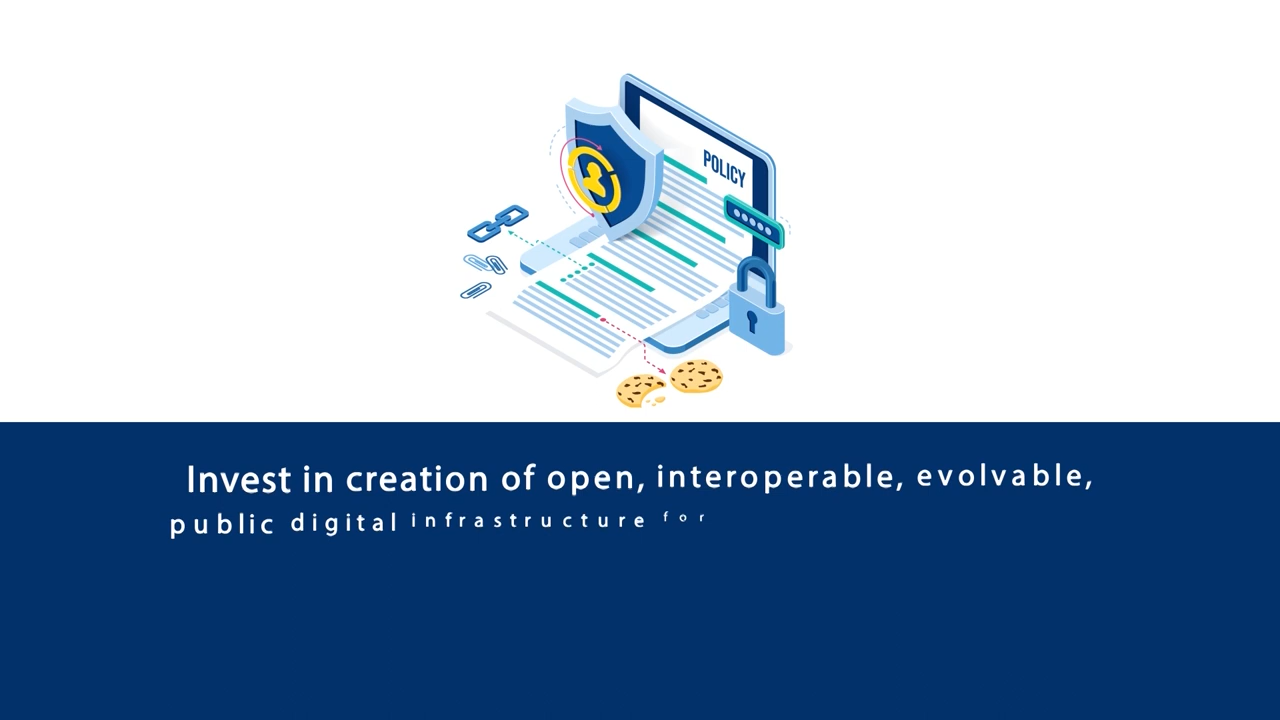 POLICY
Invest in creation of open, interoperable, evolvable,
public digital infrastructure for